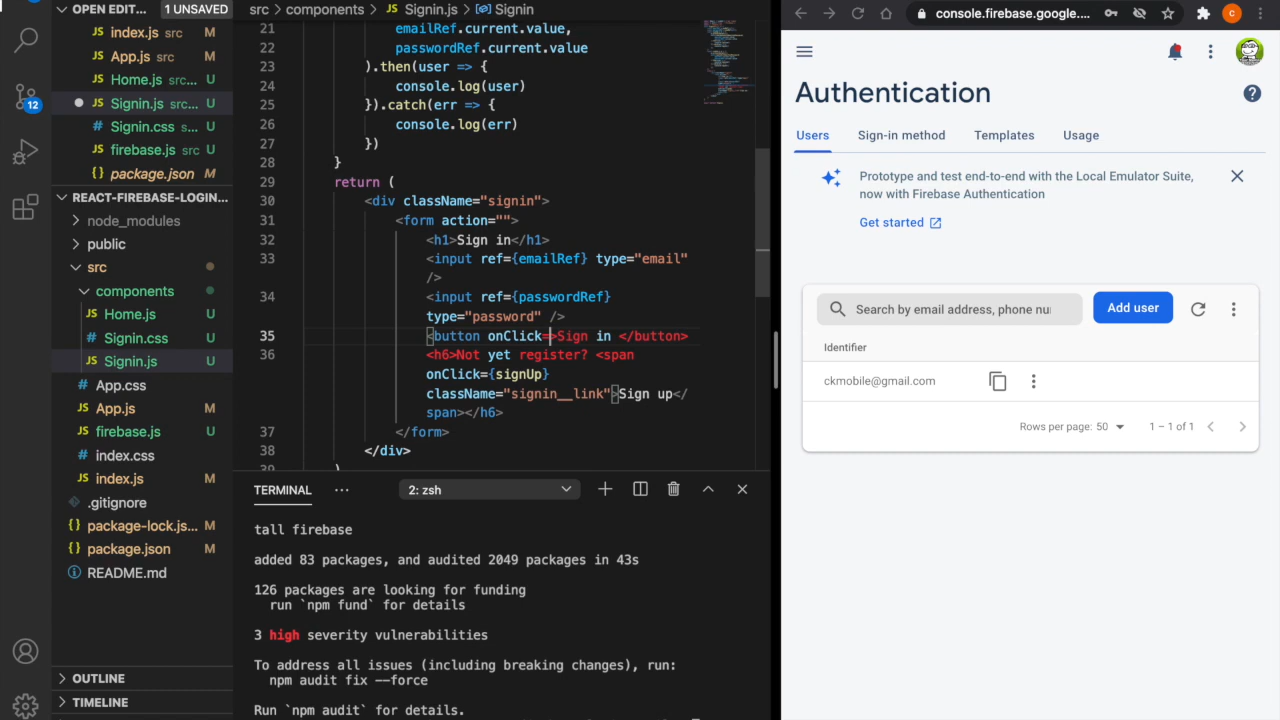 OPEN EDIT... 1 UNSAVED
JS index.js src M
JS App.js src M
JS Home.js src... U
JS Signin.js src... U
# Signin.css s... U
JS firebase.js src U
{} package.json M
12
REACT-FIREBASE-LOGIN...
node_modules
public
src
components
JS Home.js U
# Signin.css U
JS Signin.js U
# App.css
JS App.js M
JS firebase.js U
# index.css
JS index.js M
.gitignore
{} package-lock.js... M
{} package.json M
README.md
OUTLINE
TIMELINE
src > components > JS Signin.js > Signin
21 emailRef.current.value,
22 passwordRef.current.value
23 ).then(user => {
24 console.log(user)
25 }).catch(err => {
26 console.log(err)
27 })
28 }
29 return (
30 <div className="signin">
31 <form action="">
32 <h1>Sign in</h1>
33 <input ref={emailRef} type="email"
/>
34 <input ref={passwordRef}
type="password" />
35 <button onClick=>Sign in </button>
36 <h6>Not yet register? <span
onClick={signUp}
className="signin__link">Sign up</
span></h6>
37 </form>
38 </div>
39 )
TERMINAL ... 2: zsh
tall firebase
added 83 packages, and audited 2049 packages in 43s
126 packages are looking for funding
run `npm fund` for details
3 high severity vulnerabilities
To address all issues (including breaking changes), run:
npm audit fix --force
Run `npm audit` for details.
console.firebase.google.... C
Authentication ?
Users Sign-in method Templates Usage
Prototype and test end-to-end with the Local Emulator Suite,
now with Firebase Authentication
Get started
Search by email address, phone nu Add user
Identifier
ckmobile@gmail.com
Rows per page: 50 1 – 1 of 1